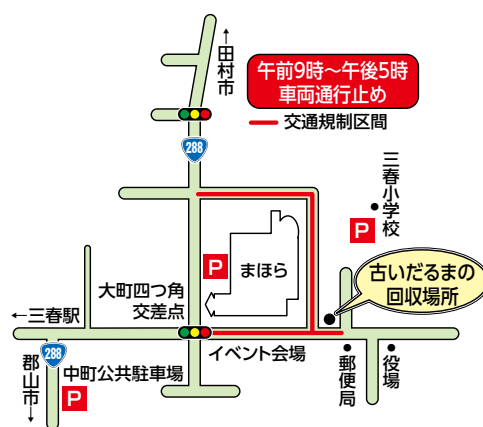 ↑田村市
午前9時〜午後5時
車両通行止め
交通規制区間
288
三春小学校
P
P
まほら
古いだるまの
回収場所
大町四つ角
交差点
←三春駅
イベント会場
288
郡山市→
中町公共駐車場
P
郵便局
役場